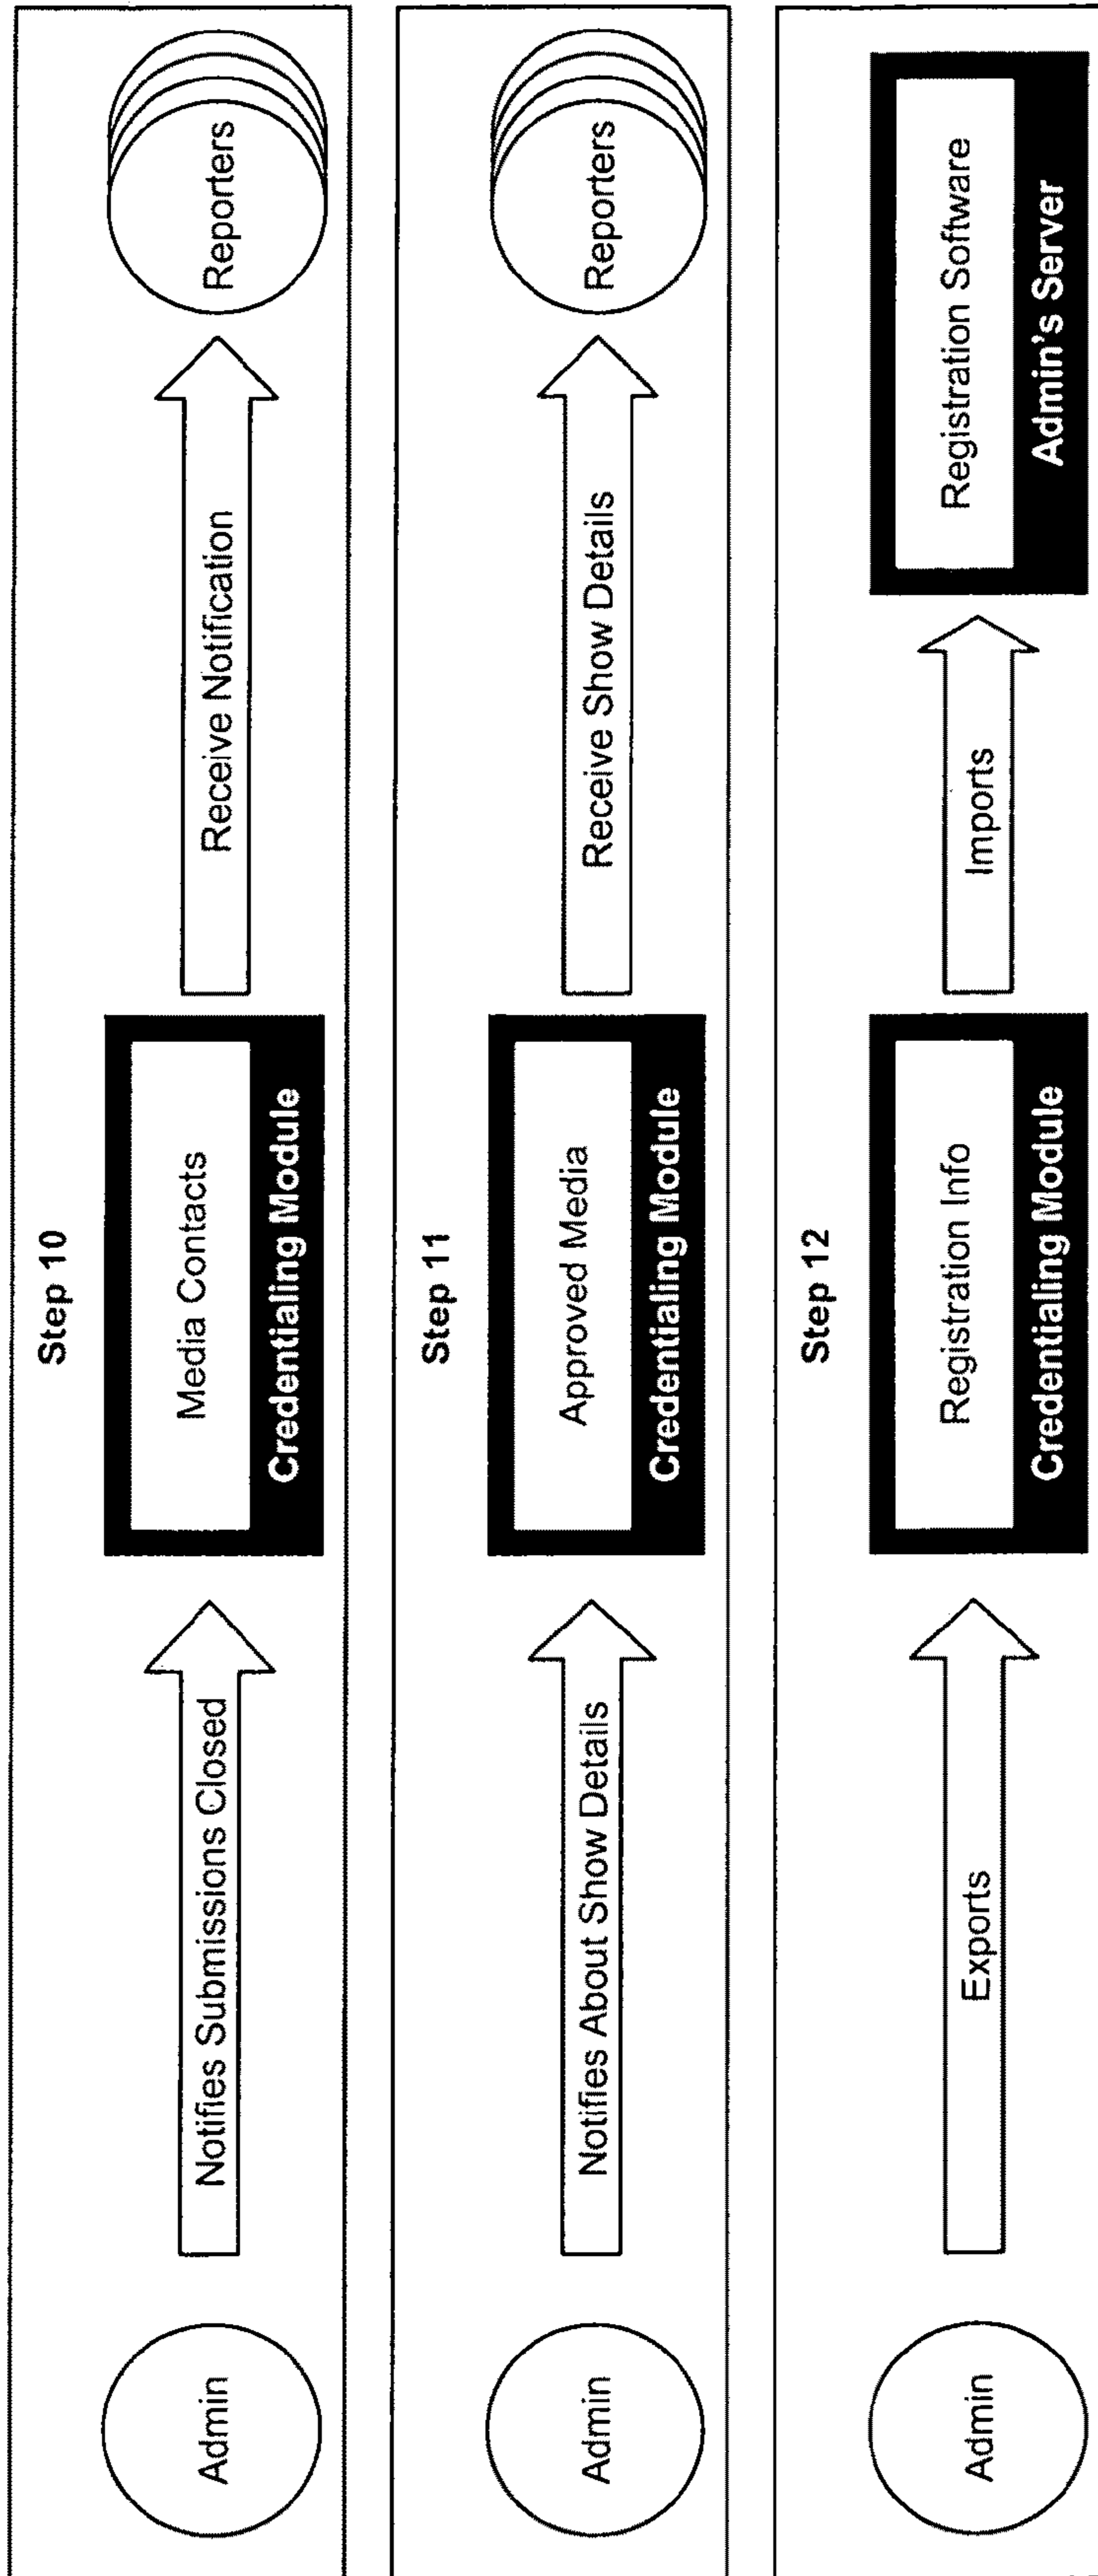 Step 10
Admin
Notifies Submissions Closed
Media Contacts
Credentialing Module
Receive Notification
Reporters
Step 11
Admin
Notifies About Show Details
Approved Media
Credentialing Module
Receive Show Details
Reporters
Step 12
Admin
Exports
Registration Info
Credentialing Module
Imports
Registration Software
Admin's Server